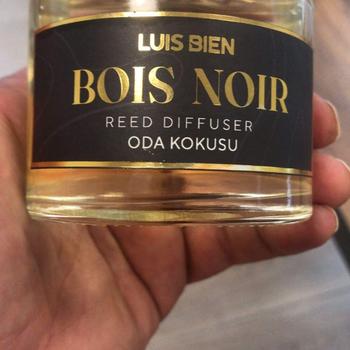 LUIS BIEN
BOIS NOIR
REED DIFFUSER
ODA KOKUSU